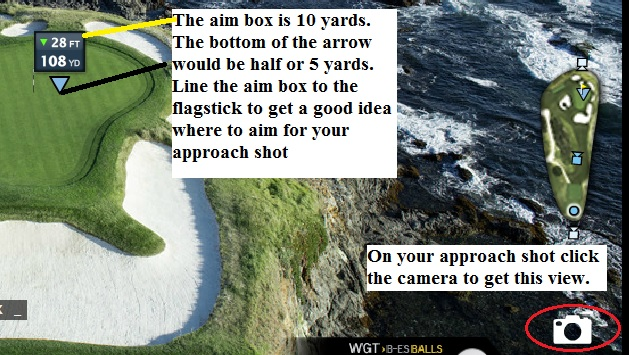 ▼ 28 FT
108 YD
The aim box is 10 yards.
The bottom of the arrow
would be half or 5 yards.
Line the aim box to the
flagstick to get a good idea
where to aim for your
approach shot
On your approach shot click
the camera to get this view.
WGT › B-ESBALLS